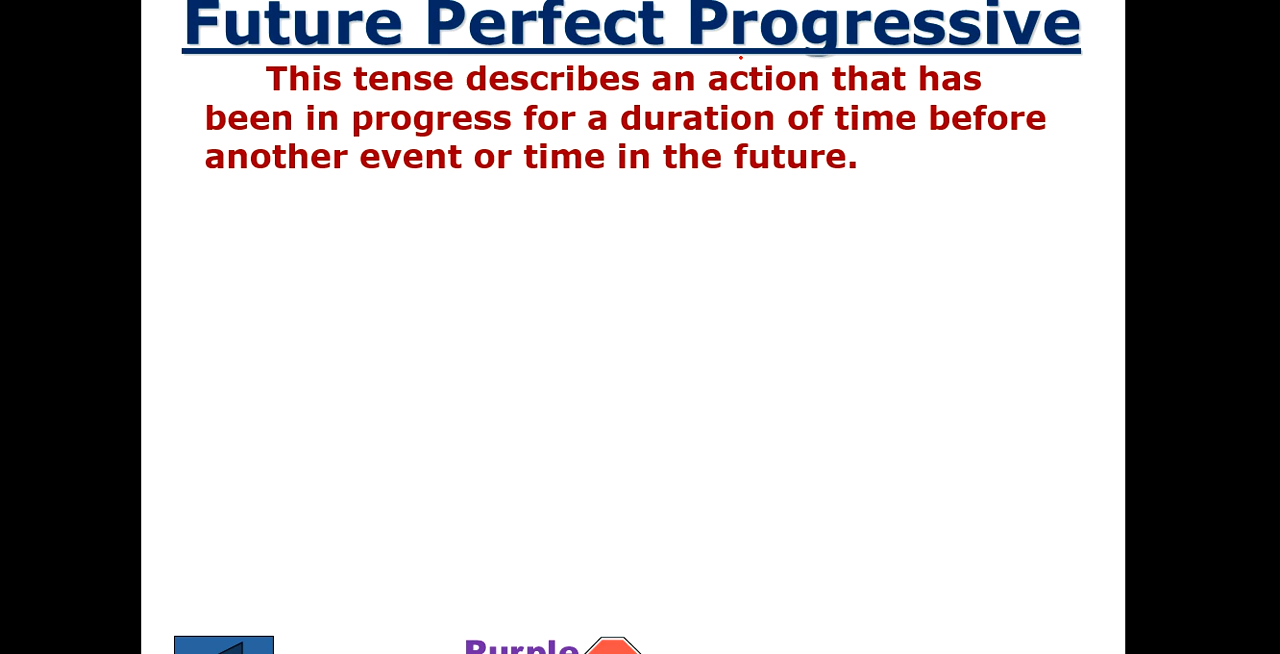 Future Perfect Progressive
This tense describes an action that has
been in progress for a duration of time before
another event or time in the future.
Purple